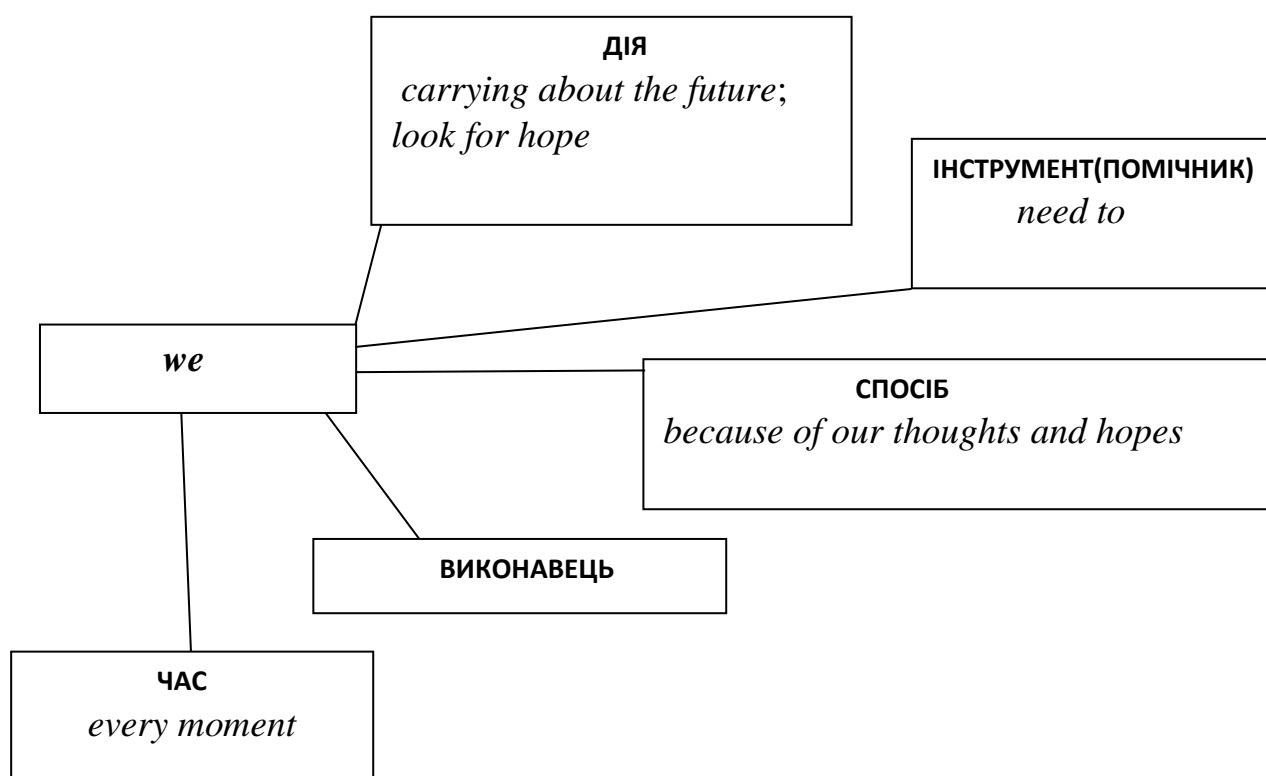 ДІЯ
carrying about the future;
look for hope
ІНСТРУМЕНТ(ПОМІЧНИК)
need to
we
СПОСІБ
because of our thoughts and hopes
ВИКОНАВЕЦЬ
ЧАС
every moment